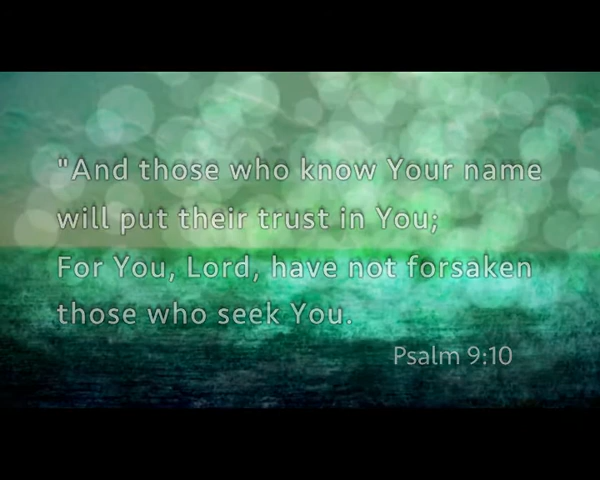 "And those who know Your name
will put their trust in You;
For You, Lord, have not forsaken
those who seek You.
Psalm 9:10